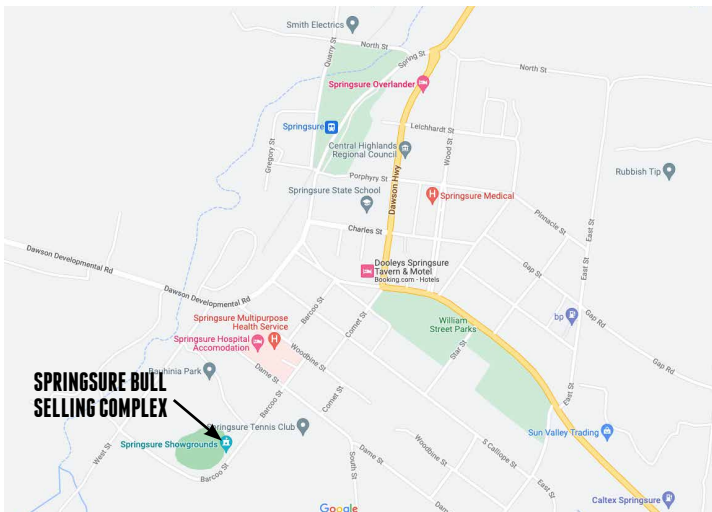 Smith Electrics
North St
Quarry St
Spring St
North St
Springsure Overlander
Springsure
Leichhardt St
Wood St
Central Highlands
Regional Council
Gregory St
Rubbish Tip
Porphyry St
Springsure State School
Dawson Hwy
Springsure Medical
Pinnacle St
East St
Charles St
Dooleys Springsure
Tavern & Motel
Booking.com - Hotels
Gap St
Dawson Developmental Rd
Dawson Developmental Rd
Barcoo St
Comet St
William
Street Parks
bp
Gap Rd
Springsure Multipurpose
Health Service
Springsure Hospital
Accomodation
Woodbine St
Star St
Gap Rd
Bauhinia Park
Dame St
SPRINGSURE BULL
SELLING COMPLEX
Barcoo St
Comet St
East St
Springsure Tennis Club
Sun Valley Trading
Springsure Showgrounds
West St
Barcoo St
South St
Dame St
Woodbine St
S Calliope St
East St
Dam
Caltex Springsure
Google